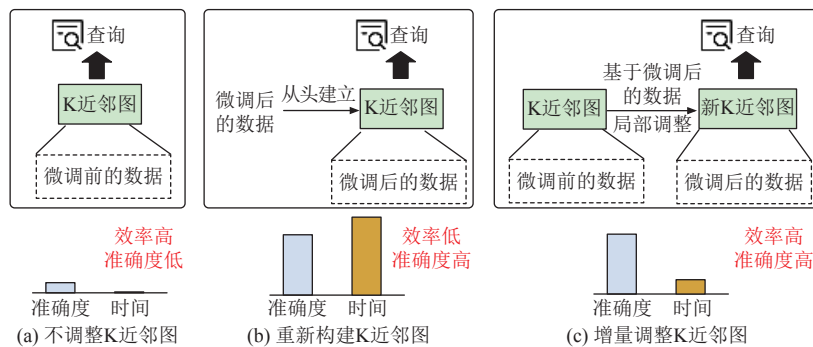 查询
K近邻图
微调前的数据
效率高
准确度低
准确度 时间
(a) 不调整K近邻图
查询
微调后
的数据
从头建立
K近邻图
微调后的数据
效率低
准确度高
准确度 时间
(b) 重新构建K近邻图
查询
K近邻图
基于微调后
的数据
局部调整
新K近邻图
微调前的数据
微调后的数据
效率高
准确度高
准确度 时间
(c) 增量调整K近邻图